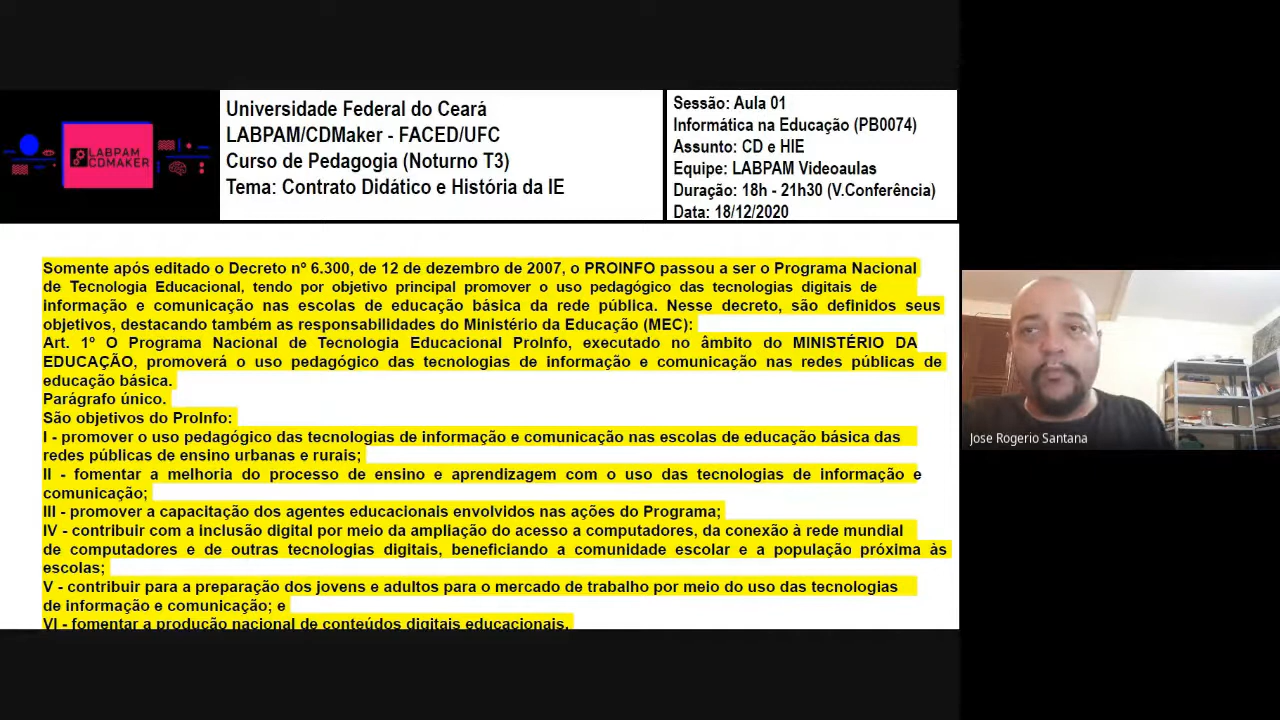 LABPAM
CDMAKER
Universidade Federal do Ceará
LABPAM/CDMaker - FACED/UFC
Curso de Pedagogia (Noturno T3)
Tema: Contrato Didático e História da IE
Sessão: Aula 01
Informática na Educação (PB0074)
Assunto: CD e HIE
Equipe: LABPAM Videoaulas
Duração: 18h - 21h30 (V.Conferência)
Data: 18/12/2020
Somente após editado o Decreto nº 6.300, de 12 de dezembro de 2007, o PROINFO passou a ser o Programa Nacional
de Tecnologia Educacional, tendo por objetivo principal promover o uso pedagógico das tecnologias digitais de
informação e comunicação nas escolas de educação básica da rede pública. Nesse decreto, são definidos seus
objetivos, destacando também as responsabilidades do Ministério da Educação (MEC):
Art. 1º O Programa Nacional de Tecnologia Educacional ProInfo, executado no âmbito do MINISTÉRIO DA
EDUCAÇÃO, promoverá o uso pedagógico das tecnologias de informação e comunicação nas redes públicas de
educação básica.
Parágrafo único.
São objetivos do ProInfo:
I - promover o uso pedagógico das tecnologias de informação e comunicação nas escolas de educação básica das
redes públicas de ensino urbanas e rurais;
II - fomentar a melhoria do processo de ensino e aprendizagem com o uso das tecnologias de informação e
comunicação;
III - promover a capacitação dos agentes educacionais envolvidos nas ações do Programa;
IV - contribuir com a inclusão digital por meio da ampliação do acesso a computadores, da conexão à rede mundial
de computadores e de outras tecnologias digitais, beneficiando a comunidade escolar e a população próxima às
escolas;
V - contribuir para a preparação dos jovens e adultos para o mercado de trabalho por meio do uso das tecnologias
de informação e comunicação; e
VI - fomentar a produção nacional de conteúdos digitais educacionais.
Jose Rogerio Santana